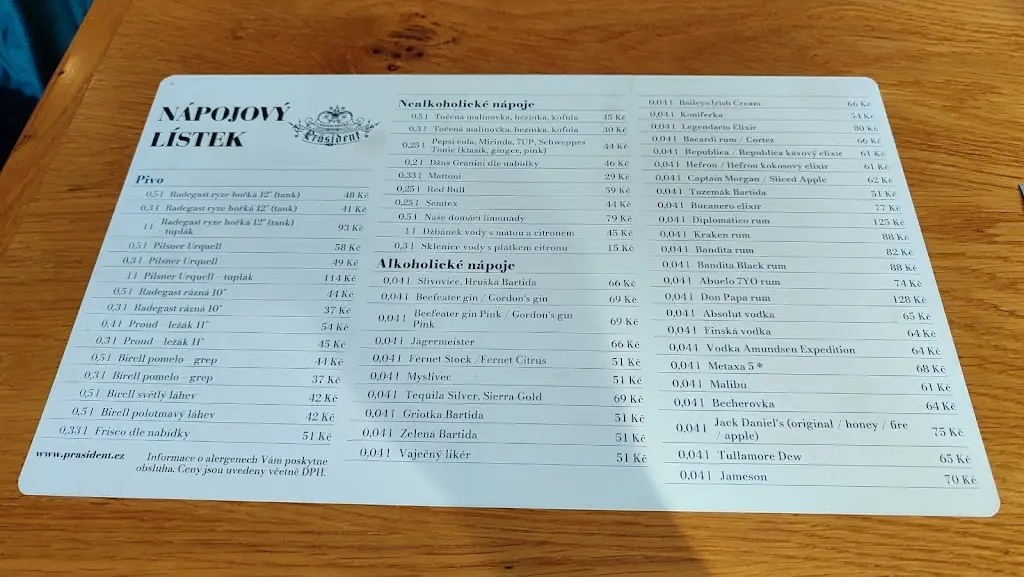 NÁPOJOVÝ
LÍSTEK
Präsident
Pivo
0,5 l Radegast ryze hořká 12° (tank) 48 Kč
0,3 l Radegast ryze hořká 12° (tank) 41 Kč
1 l Radegast ryze hořká 12° (tank)
tuplák 93 Kč
0,5 l Pilsner Urquell 58 Kč
0,3 l Pilsner Urquell 49 Kč
1 l Pilsner Urquell - tuplák 114 Kč
0,5 l Radegast rázná 10° 44 Kč
0,3 l Radegast rázná 10° 37 Kč
0,4 l Proud - ležák 11° 54 Kč
0,3 l Proud - ležák 11° 45 Kč
0,5 l Birell pomelo - grep 44 Kč
0,3 l Birell pomelo - grep 37 Kč
0,5 l Birell světlý láhev 42 Kč
0,5 l Birell polotmavý láhev 42 Kč
0,33 l Frisco dle nabídky 51 Kč
www.prasident.cz
Informace o alergenech Vám poskytne
obsluha. Ceny jsou uvedeny včetně DPH.
Nealkoholické nápoje
0,5 l Točená malinovka, bezinka, kofola 45 Kč
0,3 l Točená malinovka, bezinka, kofola 30 Kč
0,25 l Pepsi cola, Mirinda, 7UP, Schweppes
Tonic (klasik, ginger, pink) 44 Kč
0,2 l Džus Granini dle nabídky 46 Kč
0,33 l Mattoni 29 Kč
0,25 l Red Bull 59 Kč
0,25 l Semtex 44 Kč
0,5 l Naše domácí limonády 79 Kč
1 l Džbánek vody s mátou a citronem 45 Kč
0,3 l Sklenice vody s plátkem citronu 15 Kč
Alkoholické nápoje
0,04 l Slivovice, Hruška Bartida 66 Kč
0,04 l Beefeater gin / Gordon's gin 69 Kč
0,04 l Beefeater gin Pink / Gordon's gin
Pink 69 Kč
0,04 l Jägermeister 66 Kč
0,04 l Fernet Stock /Fernet Citrus 51 Kč
0,04 l Myslivec 51 Kč
0,04 l Tequila Silver, Sierra Gold 69 Kč
0,04 l Griotka Bartida 51 Kč
0,04 l Zelená Bartida 51 Kč
0,04 l Vaječný likér 51 Kč
0,04 l Baileys Irish Cream 66 Kč
0,04 l Koniferka 54 Kč
0,04 l Legendario Elixir 80 Kč
0,04 l Bacardi rum / Cortez 66 Kč
0,04 l Republica / Republica kávový elixir 61 Kč
0,04 l Hefron / Hefron kokosový elixir 61 Kč
0,04 l Captain Morgan / Sliced Apple 62 Kč
0,04 l Tuzemák Bartida 51 Kč
0,04 l Bucanero elixir 77 Kč
0,04 l Diplomático rum 125 Kč
0,04 l Kraken rum 88 Kč
0,04 l Bandita rum 82 Kč
0,04 l Bandita Black rum 88 Kč
0,04 l Abuelo 7YO rum 74 Kč
0,04 l Don Papa rum 128 Kč
0,04 l Absolut vodka 65 Kč
0,04 l Finská vodka 64 Kč
0,04 l Vodka Amundsen Expedition 64 Kč
0,04 l Metaxa 5 * 68 Kč
0,04 l Malibu 61 Kč
0,04 l Becherovka 64 Kč
0,04 l Jack Daniel's (original / honey / fire
/ apple) 75 Kč
0,04 l Tullamore Dew 65 Kč
0,04 l Jameson 70 Kč